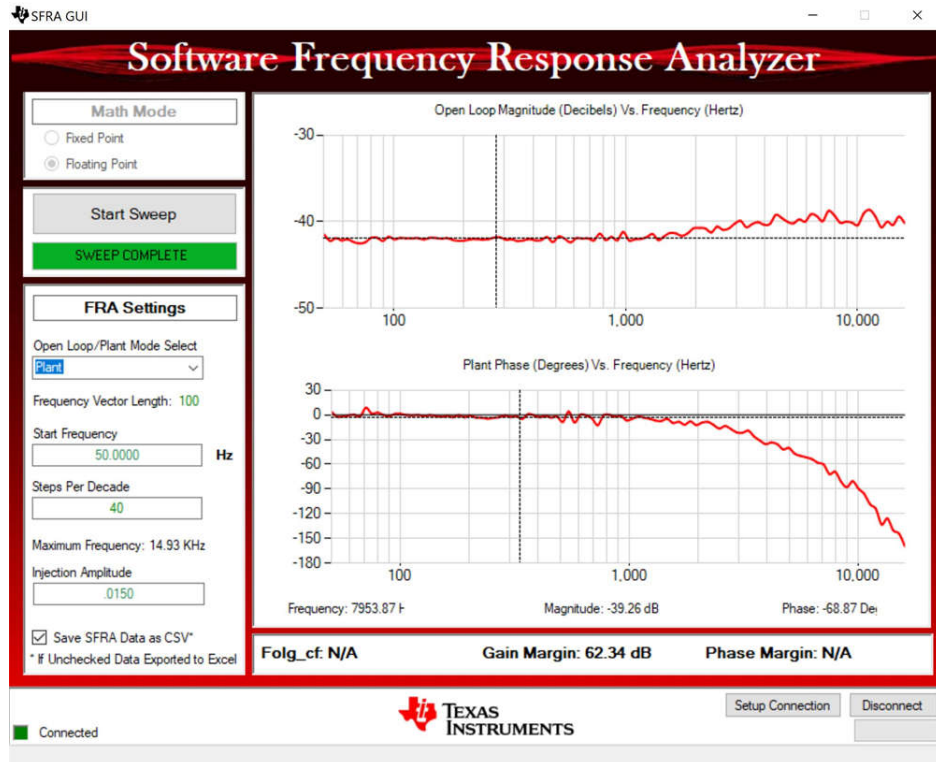 SFRA GUI
Software Frequency Response Analyzer
Math Mode
Fixed Point
Floating Point
Start Sweep
SWEEP COMPLETE
FRA Settings
Open Loop/Plant Mode Select
Plant
Frequency Vector Length: 100
Start Frequency
50.0000 Hz
Steps Per Decade
40
Maximum Frequency: 14.93 KHz
Injection Amplitude
.0150
Save SFRA Data as CSV*
* If Unchecked Data Exported to Excel
Open Loop Magnitude (Decibels) Vs. Frequency (Hertz)
-30
-40
-50
100 1,000 10,000
Plant Phase (Degrees) Vs. Frequency (Hertz)
30
0
-30
-60
-90
-120
-150
-180
100 1,000 10,000
Frequency: 7953.87 H Magnitude: -39.26 dB Phase: -68.87 De
Folg_cf: N/A Gain Margin: 62.34 dB Phase Margin: N/A
Connected
TEXAS
INSTRUMENTS
Setup Connection Disconnect